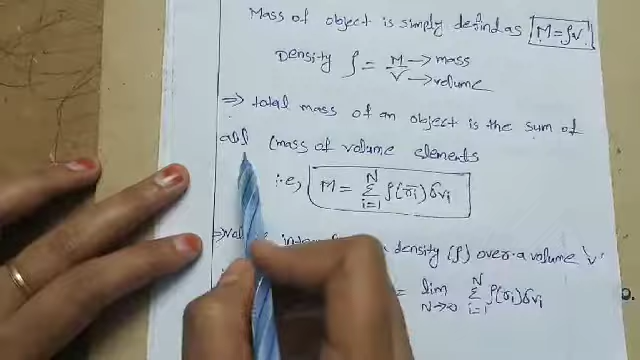 Mass of object is simply defind as M = ρV
Density ρ = M/V → mass
→ volume
⇒ total mass of an object is the sum of
all (mass of volume elements
i.e, M = Σ_{i=1}^{N} ρ(r̄i) δvi
density (ρ) over a volume 'v'
= lim_{N→∞} Σ_{i=1}^{N} ρ(r̄i) δvi